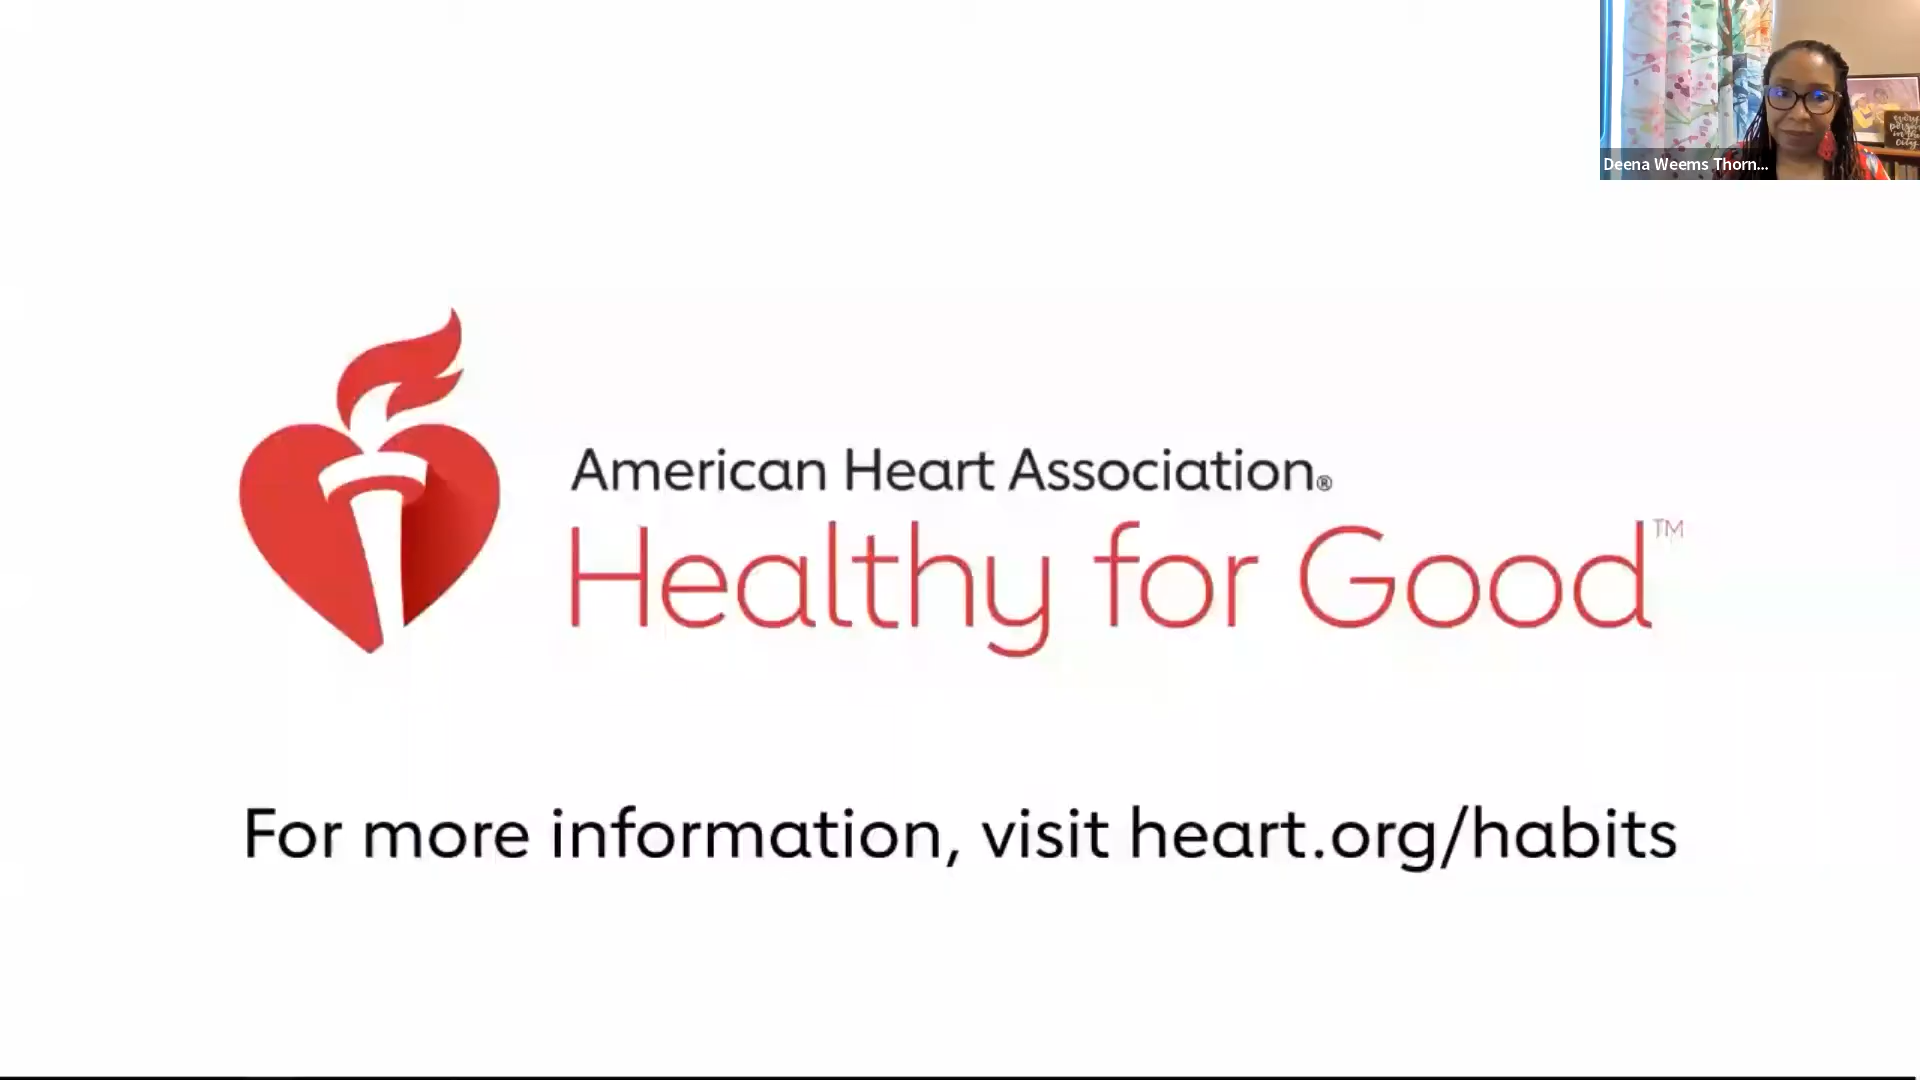 Deena Weems Thorn...
American Heart Association®
Healthy for Good™
For more information, visit heart.org/habits